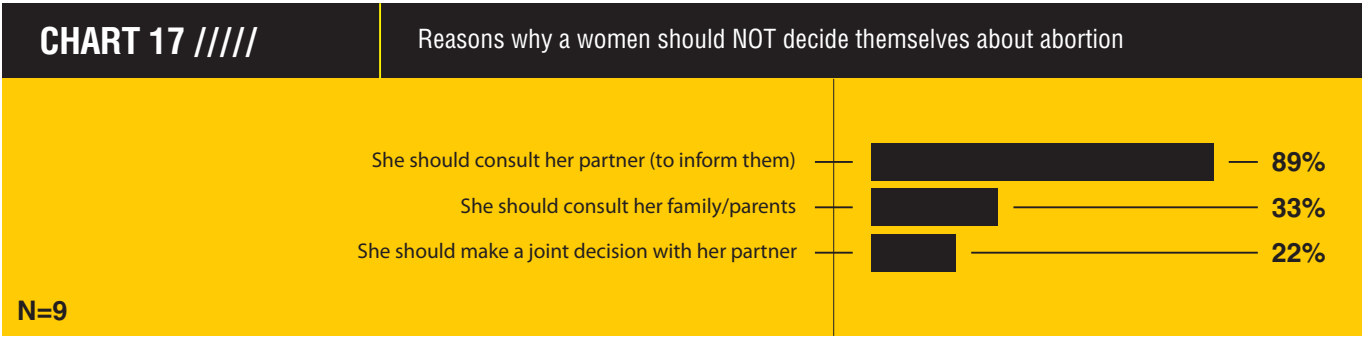 CHART 17 /////
Reasons why a women should NOT decide themselves about abortion
She should consult her partner (to inform them) 89%
She should consult her family/parents 33%
She should make a joint decision with her partner 22%
N=9